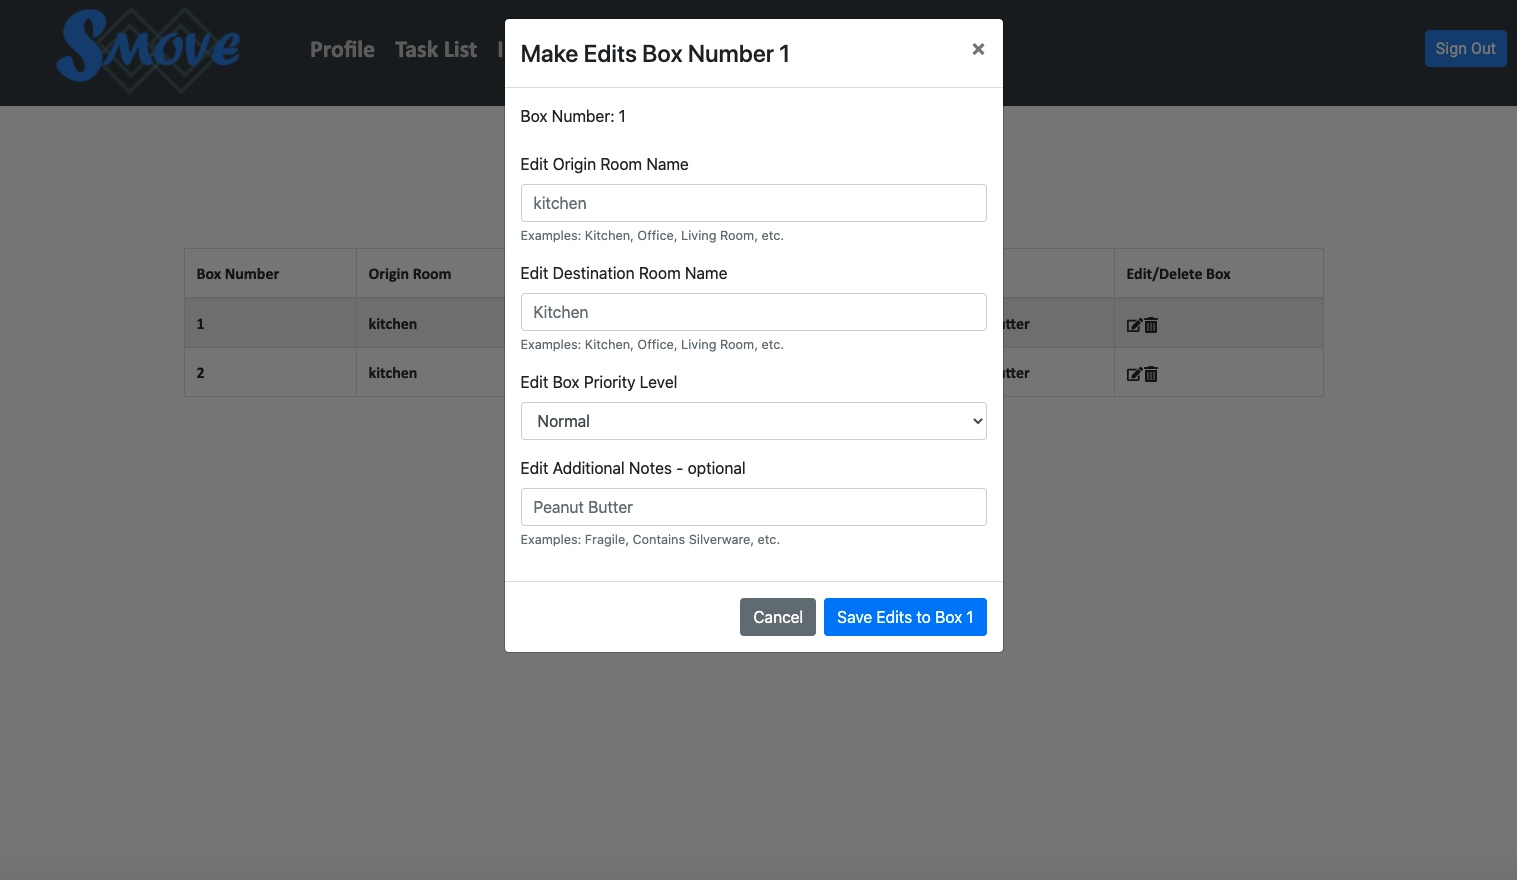 Smove
Profile Task List
Sign Out
Make Edits Box Number 1 ×
Box Number: 1
Edit Origin Room Name
kitchen
Examples: Kitchen, Office, Living Room, etc.
Edit Destination Room Name
Kitchen
Examples: Kitchen, Office, Living Room, etc.
Edit Box Priority Level
Normal
Edit Additional Notes - optional
Peanut Butter
Examples: Fragile, Contains Silverware, etc.
Cancel Save Edits to Box 1
Box Number Origin Room Edit/Delete Box
1 kitchen
2 kitchen